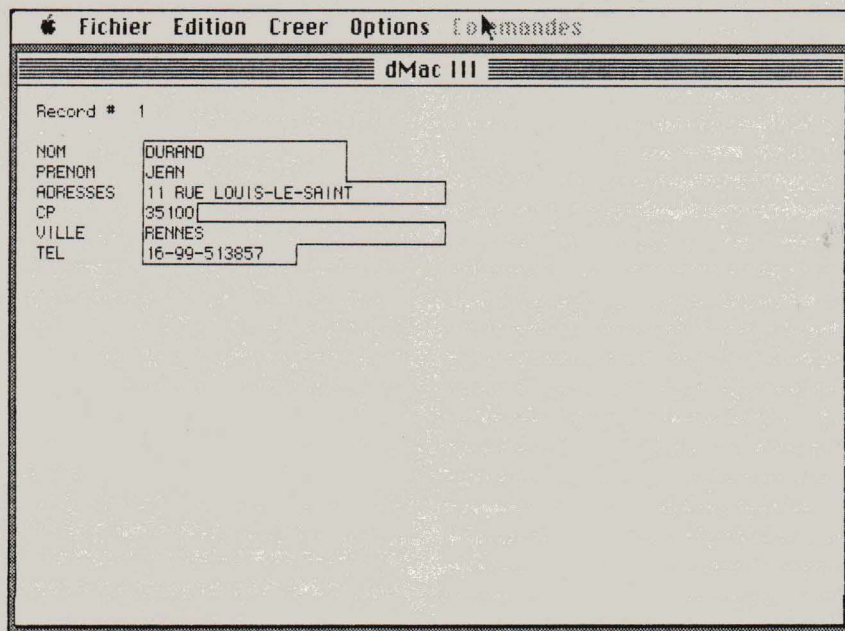 Fichier Edition Creer Options Commandes
dMac III
Record # 1
NOM DURAND
PRENOM JEAN
ADRESSES 11 RUE LOUIS-LE-SAINT
CP 35100
VILLE RENNES
TEL 16-99-513857